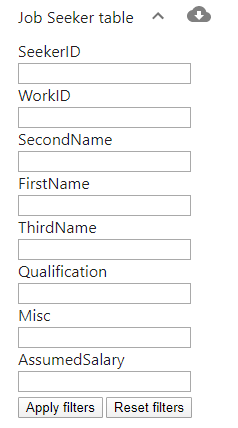 Job Seeker table
SeekerID
WorkID
SecondName
FirstName
ThirdName
Qualification
Misc
AssumedSalary
Apply filters Reset filters